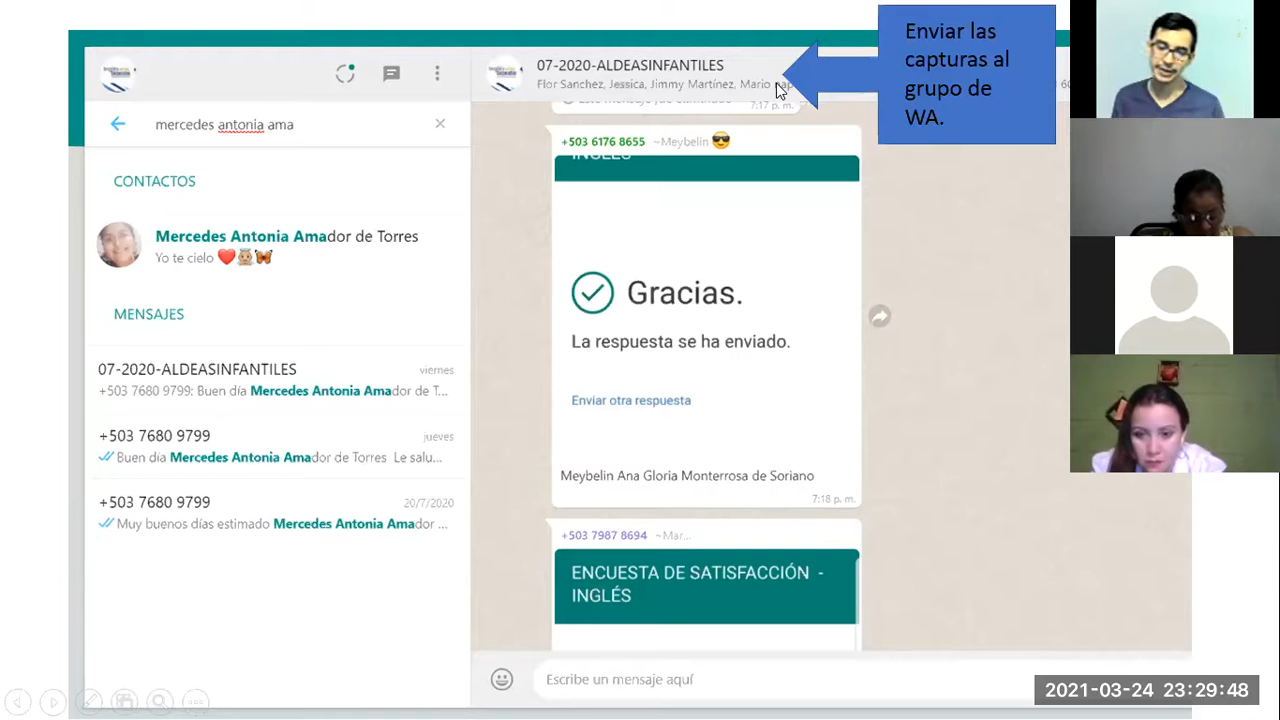 mercedes antonia ama
CONTACTOS
Mercedes Antonia Amador de Torres
Yo te cielo ❤️👼🦋
MENSAJES
07-2020-ALDEASINFANTILES
viernes
+503 7680 9799: Buen día Mercedes Antonia Amador de T...
+503 7680 9799
jueves
Buen día Mercedes Antonia Amador de Torres Le salu...
+503 7680 9799
20/7/2020
Muy buenos días estimado Mercedes Antonia Amador ...
07-2020-ALDEASINFANTILES
Flor Sanchez, Jessica, Jimmy Martínez, Mario
7:17 p. m.
+503 6176 8655 ~Meybelin 😎
INGLÉS
Gracias.
La respuesta se ha enviado.
Enviar otra respuesta
Meybelin Ana Gloria Monterrosa de Soriano
7:18 p. m.
+503 7987 8694 ~Mar...
ENCUESTA DE SATISFACCIÓN -
INGLÉS
Escribe un mensaje aquí
Enviar las
capturas al
grupo de
WA.
2021-03-24 23:29:48